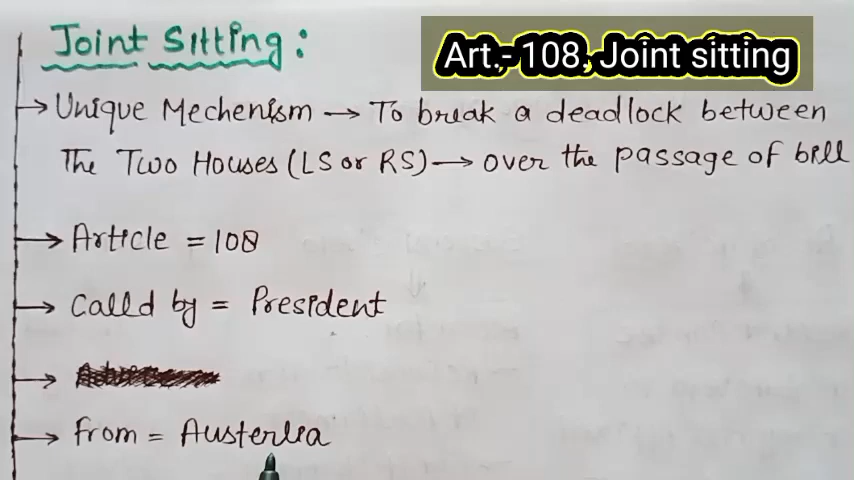 Joint Sitting:
Art.- 108. Joint sitting
→ Unique Mechenism → To break a deadlock between
The Two Houses (LS or RS) → over the passage of bill
→ Article = 108
→ Calld by = President
→
→ From = Austerlia